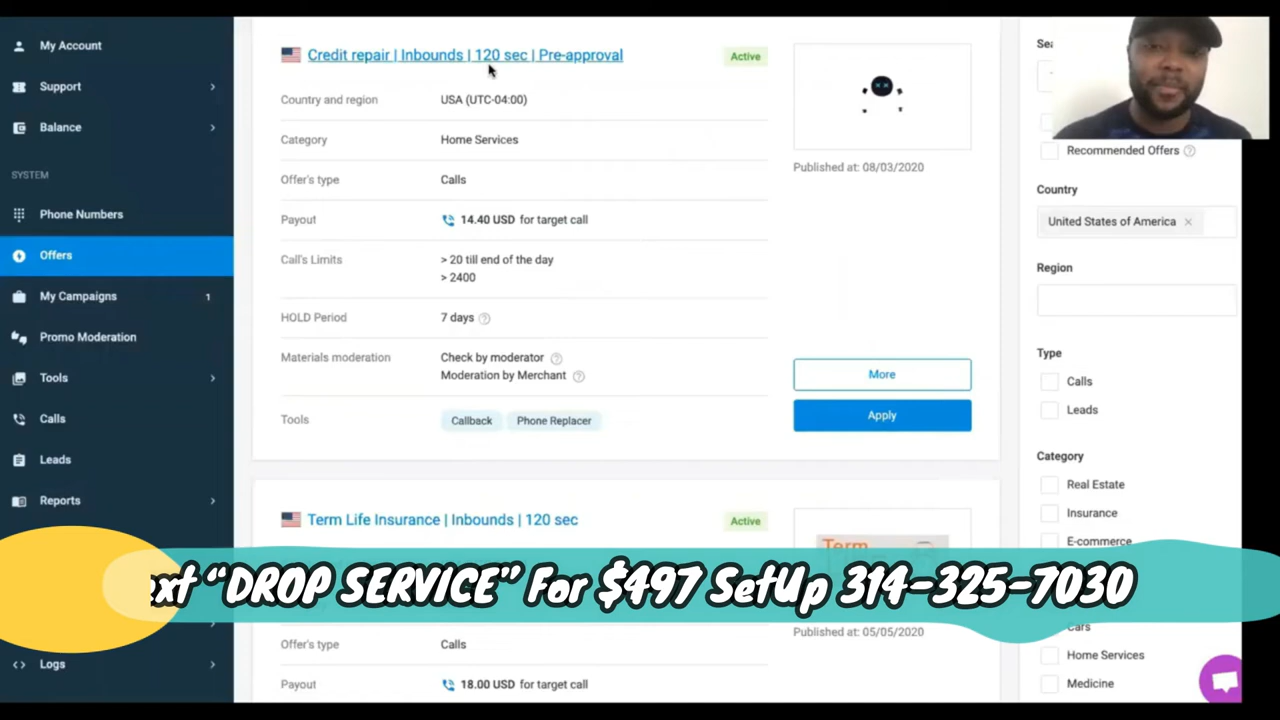 My Account
Support
Balance
SYSTEM
Phone Numbers
Offers
My Campaigns 1
Promo Moderation
Tools
Calls
Leads
Reports
Logs
Credit repair | Inbounds | 120 sec | Pre-approval
Active
Country and region USA (UTC-04:00)
Category Home Services
Offer's type Calls
Payout 14.40 USD for target call
Call's Limits > 20 till end of the day
> 2400
HOLD Period 7 days
Materials moderation Check by moderator
Moderation by Merchant
Tools Callback Phone Replacer
Published at: 08/03/2020
More
Apply
Term Life Insurance | Inbounds | 120 sec
Active
Term
Offer's type Calls
Payout 18.00 USD for target call
Published at: 05/05/2020
Recommended Offers
Country
United States of America ×
Region
Type
Calls
Leads
Category
Real Estate
Insurance
E-commerce
Cars
Home Services
Medicine
ext “DROP SERVICE” For $497 SetUp 314-325-7030